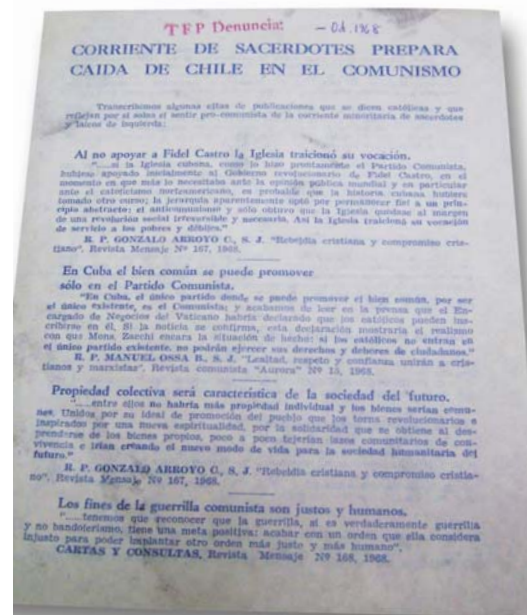 TFP Denuncia:
- Od. 1968
CORRIENTE DE SACERDOTES PREPARA
CAIDA DE CHILE EN EL COMUNISMO
Transcribimos algunas citas de publicaciones que se dicen católicas y que
reflejan por sí solas el sentir pro-comunista de la corriente minoritaria de sacerdotes
y laicos de izquierda:
Al no apoyar a Fidel Castro la Iglesia traicionó su vocación.
".....si la Iglesia cubana, como lo hizo prontamente el Partido Comunista,
hubiese apoyado inicialmente al Gobierno revolucionario de Fidel Castro, en el
momento en que más lo necesitaba ante la opinión pública mundial y en particular
ante el catolicismo norteamericano, es probable que la historia cubana hubiera
tomado otro curso; la jerarquía aparentemente optó por permanecer fiel a un prin-
cipio abstracto: el anticomunismo y sólo obtuvo que la Iglesia quedase al margen
de una revolución social irreversible y necesaria. Así la Iglesia traicionó su vocación
de servicio a los pobres y débiles".
R. P. GONZALO ARROYO C., S. J. "Rebeldía cristiana y compromiso cris-
tiano". Revista Mensaje Nº 167, 1968.
En Cuba el bien común se puede promover
sólo en el Partido Comunista.
"En Cuba, el único partido donde se puede promover el bien común, por ser
el único existente, es el Comunista; y acabamos de leer en la prensa que el En-
cargado de Negocios del Vaticano habría declarado que los católicos pueden ins-
cribirse en él. Si la noticia se confirma, esta declaración mostraría el realismo
con que Mons. Zacchi encara la situación de hecho: si los católicos no entran en
el único partido existente, no podrán ejercer sus derechos y deberes de ciudadanos."
R. P. MANUEL OSSA B., S. J. "Lealtad, respeto y confianza unirán a cris-
tianos y marxistas". Revista comunista "Aurora" Nº 15, 1968.
Propiedad colectiva será característica de la sociedad del futuro.
".....entre ellos no habría más propiedad individual y los bienes serían comu-
nes. Unidos por su ideal de promoción del pueblo que los torna revolucionarios e
inspirados por una nueva espiritualidad, por la solidaridad que se obtiene al des-
prenderse de los bienes propios, poco a poco tejerían lazos comunitarios de con-
vivencia e irían creando el nuevo modo de vida para la sociedad humanitaria del
futuro."
R. P. GONZALO ARROYO C., S. J. "Rebeldía cristiana y compromiso cristia-
no". Revista Mensaje Nº 167, 1968.
Los fines de la guerrilla comunista son justos y humanos.
".....tenemos que reconocer que la guerrilla, si es verdaderamente guerrilla
y no bandolerismo, tiene una meta positiva: acabar con un orden que ella considera
injusto para poder implantar otro orden más justo y más humano".
CARTAS Y CONSULTAS, Revista Mensaje Nº 168, 1968.